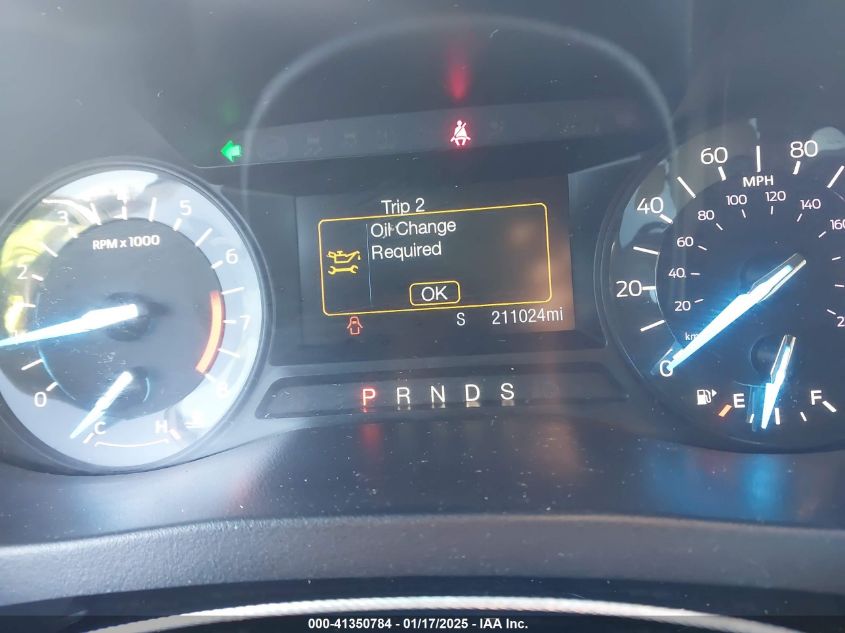 Trip 2
Oil Change
Required
OK
S 211024mi
P R N D S
RPM x 1000
0 2 3 4 5 6 7 8
C H
MPH
0 20 40 60 80
20 40 60 80 100 120 140
E F
000-41350784 - 01/17/2025 - IAA Inc.